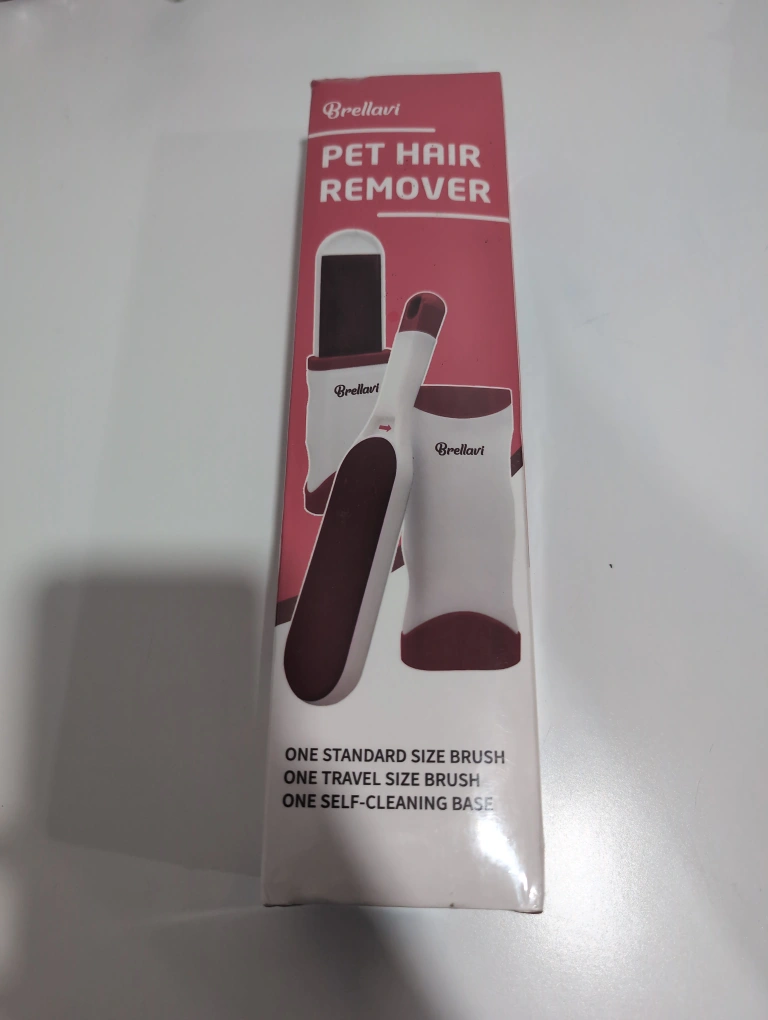 Brellavi
PET HAIR
REMOVER
Brellavi
Brellavi
ONE STANDARD SIZE BRUSH
ONE TRAVEL SIZE BRUSH
ONE SELF-CLEANING BASE